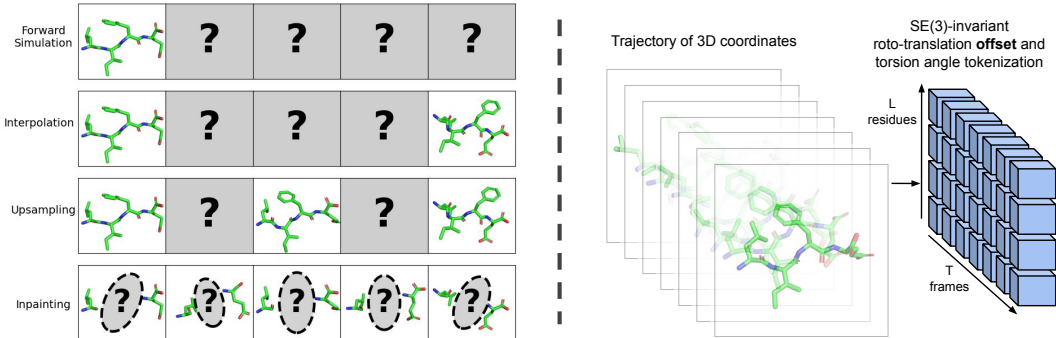 Forward
Simulation
? ? ? ?
Interpolation
? ? ?
Upsampling
? ?
Inpainting
? ? ? ? ?
Trajectory of 3D coordinates
SE(3)-invariant
roto-translation offset and
torsion angle tokenization
L
residues
T
frames